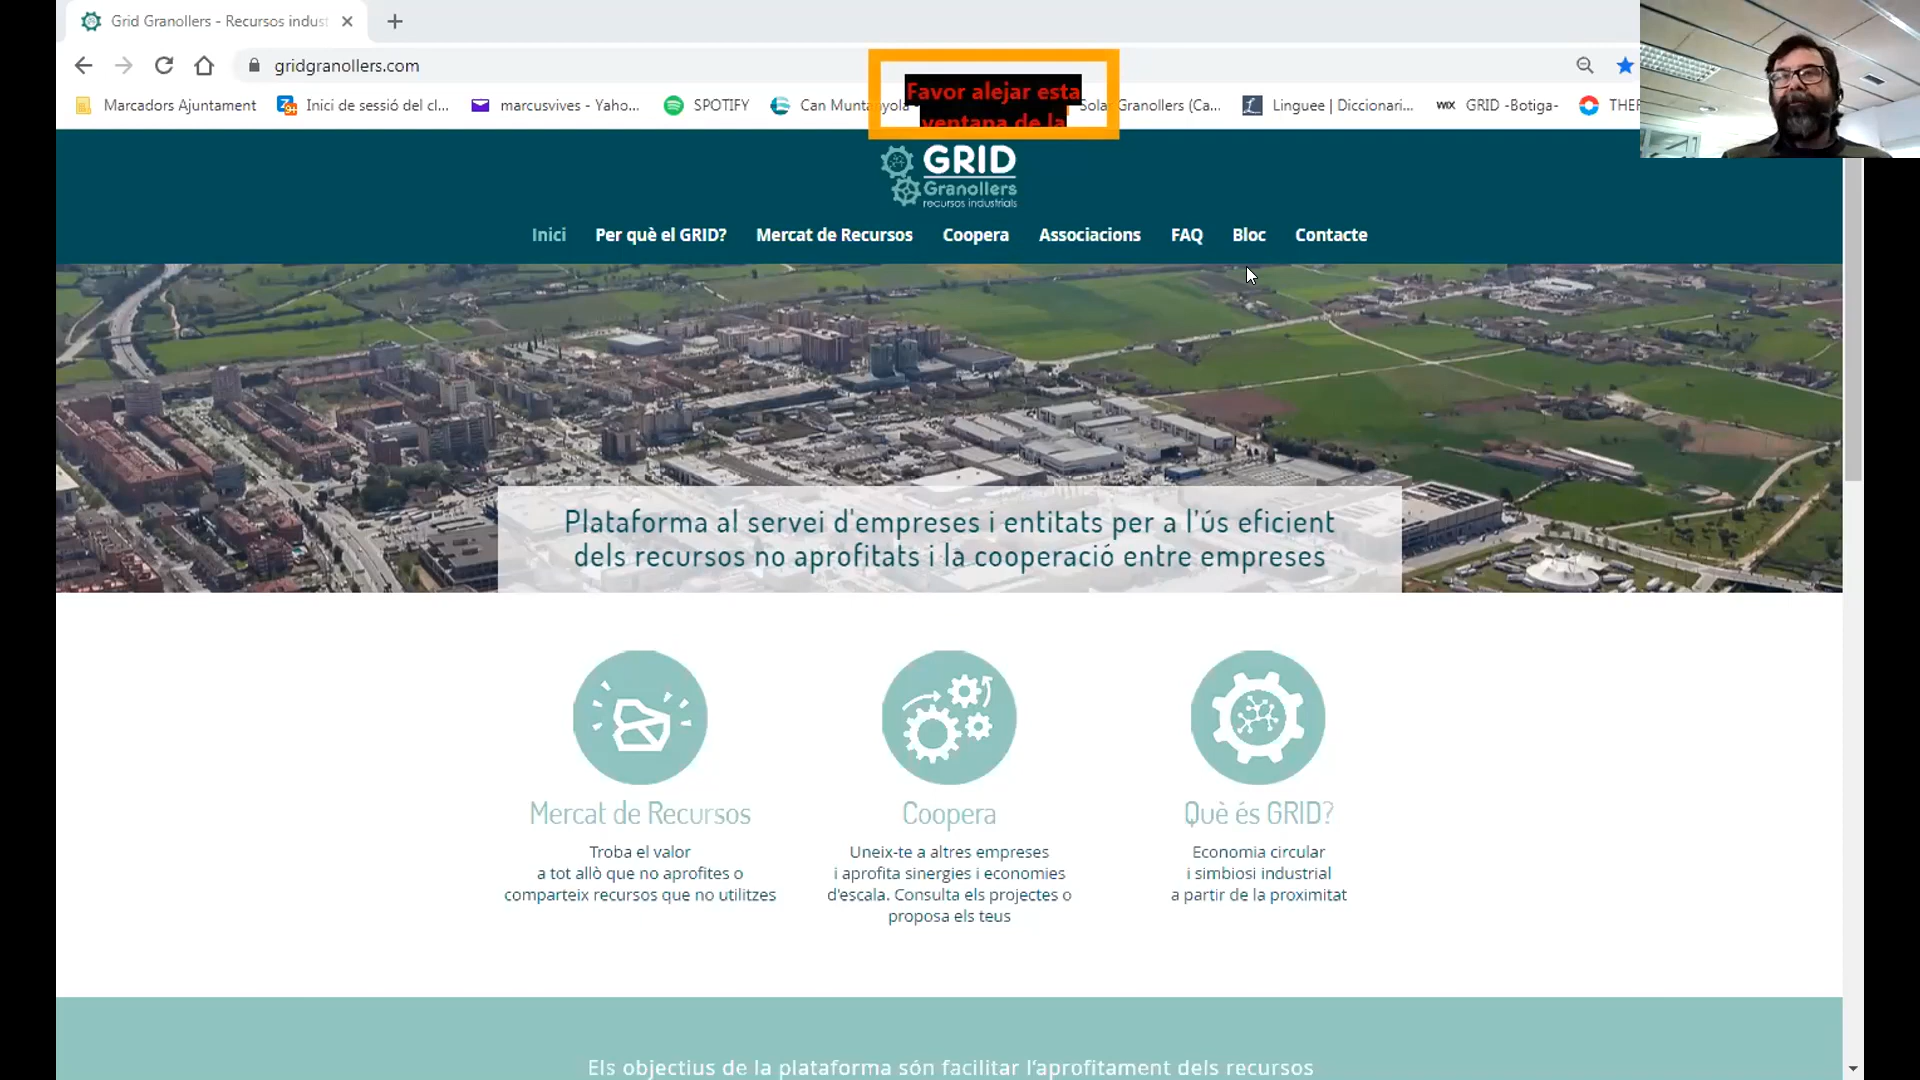 Grid Granollers - Recursos indust
gridgranollers.com
Favor alejar esta
ventana de la
Marcadors Ajuntament
Inici de sessió del cl...
marcusvives - Yaho...
SPOTIFY
Can Muntanyola
Solar Granollers (Ca...
Linguee | Diccionari...
WIX GRID -Botiga-
GRID
Granollers
recursos industrials
Inici Per què el GRID? Mercat de Recursos Coopera Associacions FAQ Bloc Contacte
Plataforma al servei d'empreses i entitats per a l'ús eficient
dels recursos no aprofitats i la cooperació entre empreses
Mercat de Recursos
Troba el valor
a tot allò que no aprofites o
comparteix recursos que no utilitzes
Coopera
Uneix-te a altres empreses
i aprofita sinergies i economies
d'escala. Consulta els projectes o
proposa els teus
Què és GRID?
Economia circular
i simbiosi industrial
a partir de la proximitat
Els objectius de la plataforma són facilitar l'aprofitament dels recursos